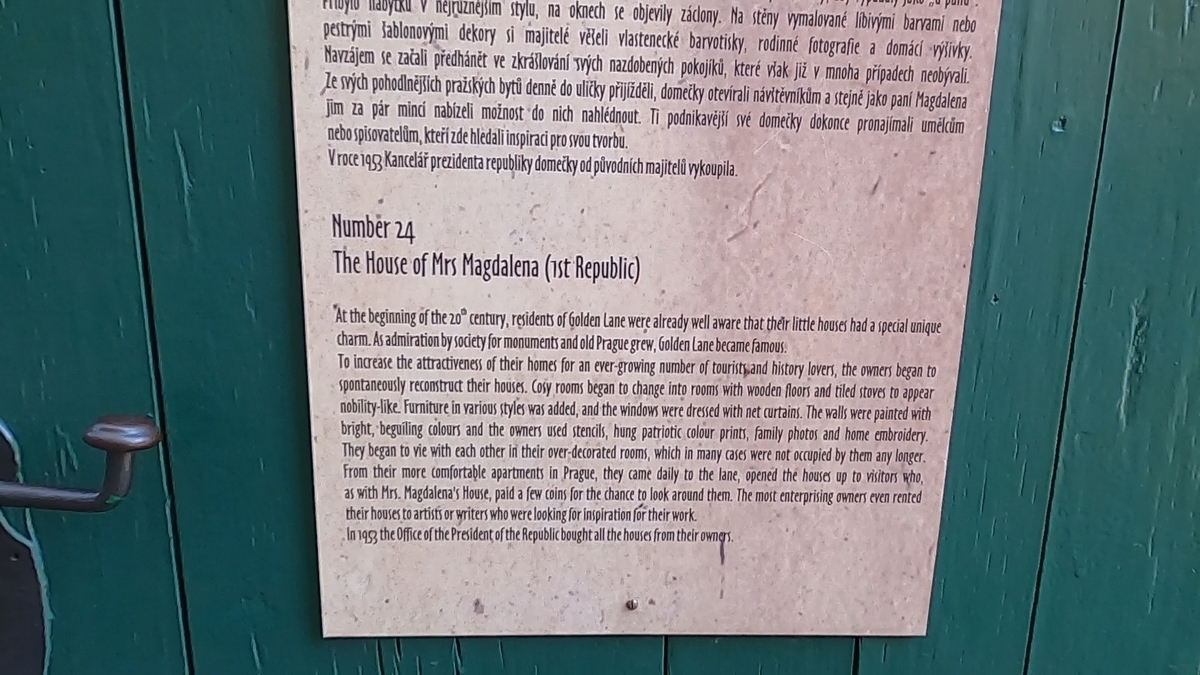 Přibylo nábytku v nejrůznějším stylu, na oknech se objevily záclony. Na stěny vymalované líbivými barvami nebo
pestrými šablonovými dekory si majitelé věšeli vlastenecké barvotisky, rodinné fotografie a domácí výšivky.
Navzájem se začali předhánět ve zkrášlování svých nazdobených pokojíků, které však již v mnoha případech neobývali.
Ze svých pohodlnějších pražských bytů denně do uličky přijížděli, domečky otevírali návštěvníkům a stejně jako paní Magdalena
jim za pár mincí nabízeli možnost do nich nahlédnout. Ti podnikavější své domečky dokonce pronajímali umělcům
nebo spisovatelům, kteří zde hledali inspiraci pro svou tvorbu.
V roce 1953 Kancelář prezidenta republiky domečky od původních majitelů vykoupila.
Number 24
The House of Mrs Magdalena (1st Republic)
At the beginning of the 20th century, residents of Golden Lane were already well aware that their little houses had a special unique
charm. As admiration by society for monuments and old Prague grew, Golden Lane became famous.
To increase the attractiveness of their homes for an ever-growing number of tourists and history lovers, the owners began to
spontaneously reconstruct their houses. Cosy rooms began to change into rooms with wooden floors and tiled stoves to appear
nobility-like. Furniture in various styles was added, and the windows were dressed with net curtains. The walls were painted with
bright, beguiling colours and the owners used stencils, hung patriotic colour prints, family photos and home embroidery.
They began to vie with each other in their over-decorated rooms, which in many cases were not occupied by them any longer.
From their more comfortable apartments in Prague, they came daily to the lane, opened the houses up to visitors who,
as with Mrs. Magdalena's House, paid a few coins for the chance to look around them. The most enterprising owners even rented
their houses to artists or writers who were looking for inspiration for their work.
In 1953 the Office of the President of the Republic bought all the houses from their owners.